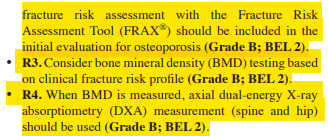 fracture risk assessment with the Fracture Risk
Assessment Tool (FRAX®) should be included in the
initial evaluation for osteoporosis (Grade B; BEL 2).
• R3. Consider bone mineral density (BMD) testing based
on clinical fracture risk profile (Grade B; BEL 2).
• R4. When BMD is measured, axial dual-energy X-ray
absorptiometry (DXA) measurement (spine and hip)
should be used (Grade B; BEL 2).